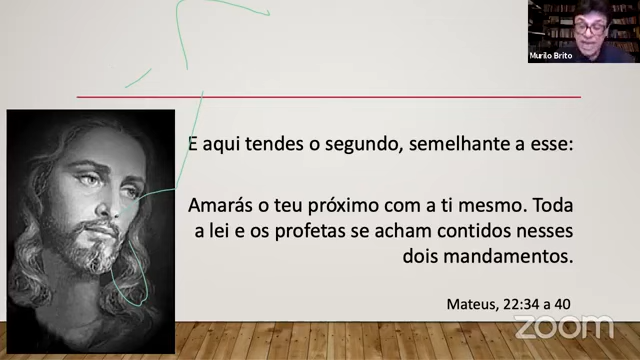 Murilo Brito
E aqui tendes o segundo, semelhante a esse:
Amarás o teu próximo com a ti mesmo. Toda
a lei e os profetas se acham contidos nesses
dois mandamentos.
Mateus, 22:34 a 40
zoom